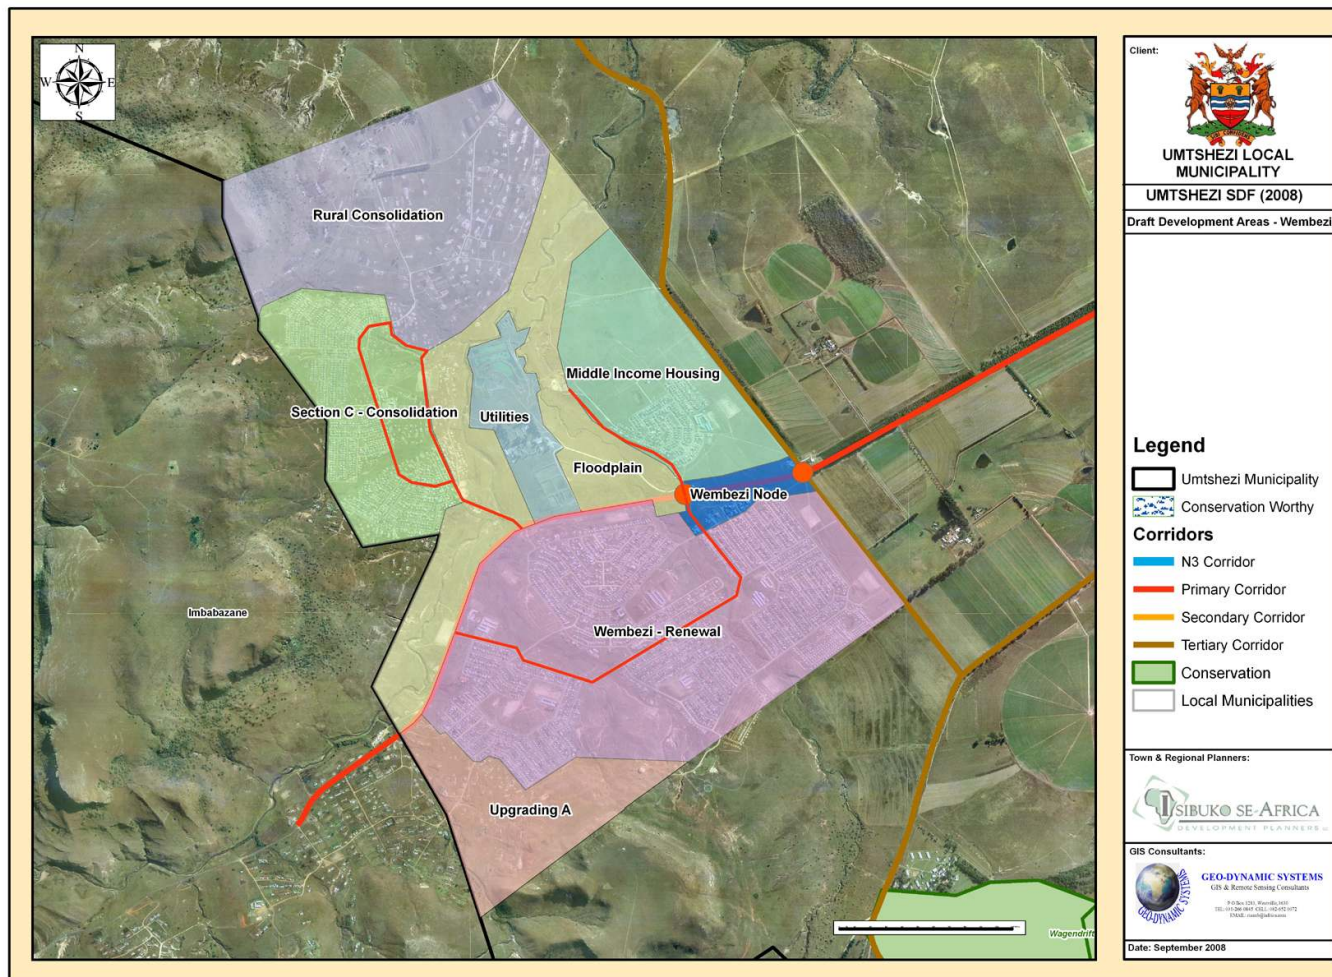 N
W E
S
Rural Consolidation
Middle Income Housing
Section C - Consolidation
Utilities
Floodplain
Wembezi Node
Imbabazane
Wembezi - Renewal
Upgrading A
Wagendrift
Client:
UMTSHEZI LOCAL
MUNICIPALITY
UMTSHEZI SDF (2008)
Draft Development Areas - Wembezi
Legend
Umtshezi Municipality
Conservation Worthy
Corridors
N3 Corridor
Primary Corridor
Secondary Corridor
Tertiary Corridor
Conservation
Local Municipalities
Town & Regional Planners:
ISIBUKO SE-AFRICA
DEVELOPMENT PLANNERS
GIS Consultants:
GEO-DYNAMIC SYSTEMS
GEO-DYNAMIC SYSTEMS
GIS & Remote Sensing Consultants
Date: September 2008